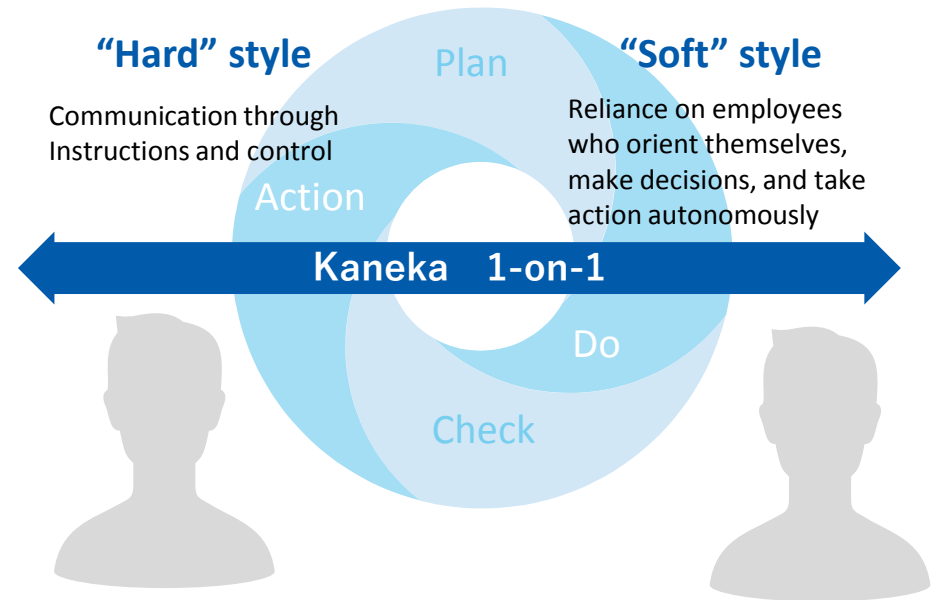 “Hard” style
Communication through
Instructions and control
Plan
“Soft” style
Reliance on employees
who orient themselves,
make decisions, and take
action autonomously
Action
Kaneka 1-on-1
Do
Check